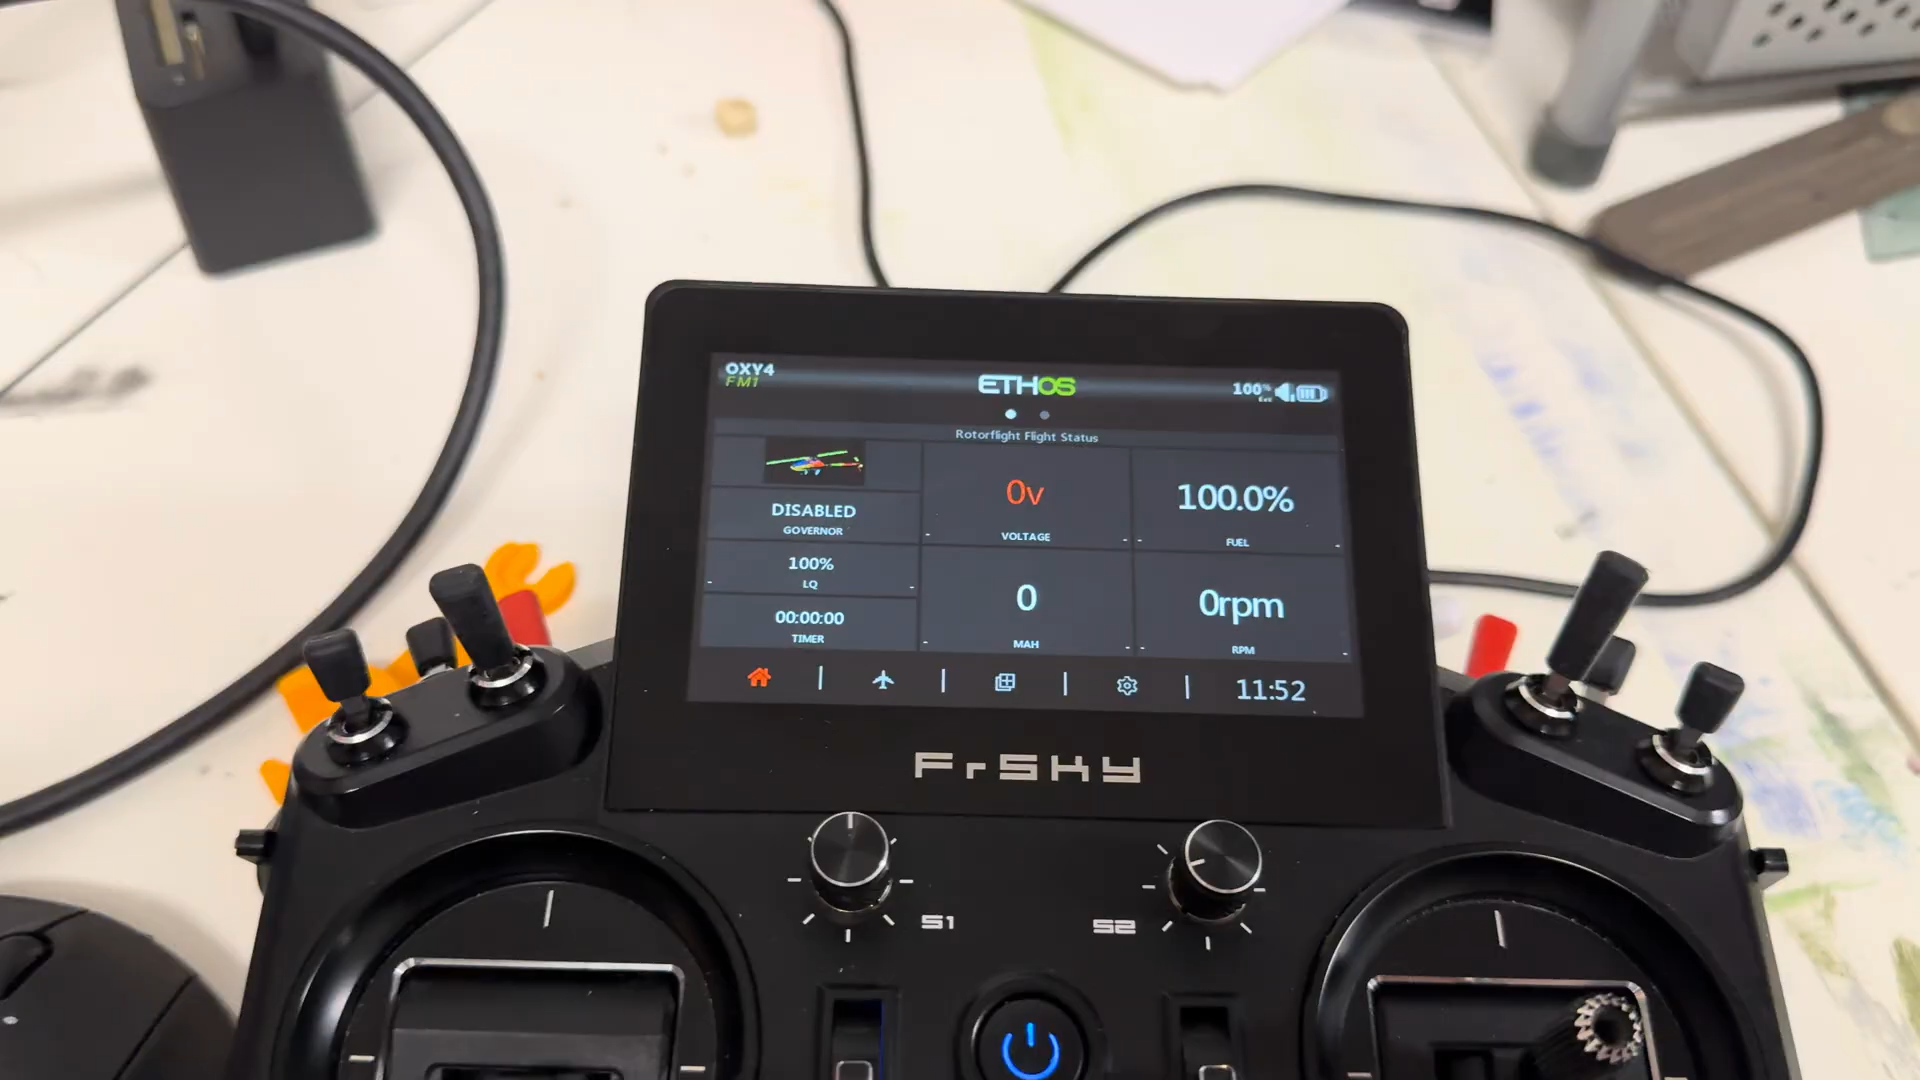 OXY4
FM1
ETHOS
100%
Rotorflight Flight Status
DISABLED
GOVERNOR
100%
LQ
00:00:00
TIMER
0v
- VOLTAGE -
0
- MAH -
100.0%
- FUEL -
0rpm
- RPM -
11:52
FrSKY
S1
S2